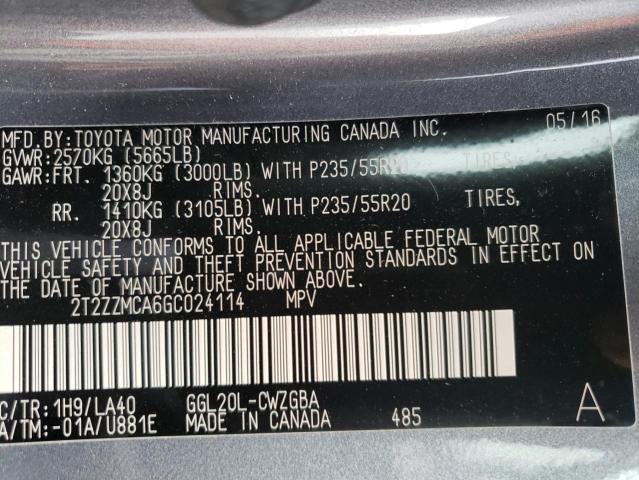 MFD.BY:TOYOTA MOTOR MANUFACTURING CANADA INC. 05/16
GVWR:2570KG (5665LB)
GAWR:FRT. 1360KG (3000LB) WITH P235/55R20 TIRES,
20X8J RIMS.
RR. 1410KG (3105LB) WITH P235/55R20 TIRES,
20X8J RIMS.
THIS VEHICLE CONFORMS TO ALL APPLICABLE FEDERAL MOTOR
VEHICLE SAFETY AND THEFT PREVENTION STANDARDS IN EFFECT ON
THE DATE OF MANUFACTURE SHOWN ABOVE.
2T2ZZMCA6GC024114 MPV
C/TR:1H9/LA40 GGL20L-CWZGBA A
A/TM:-01A/U881E MADE IN CANADA 485